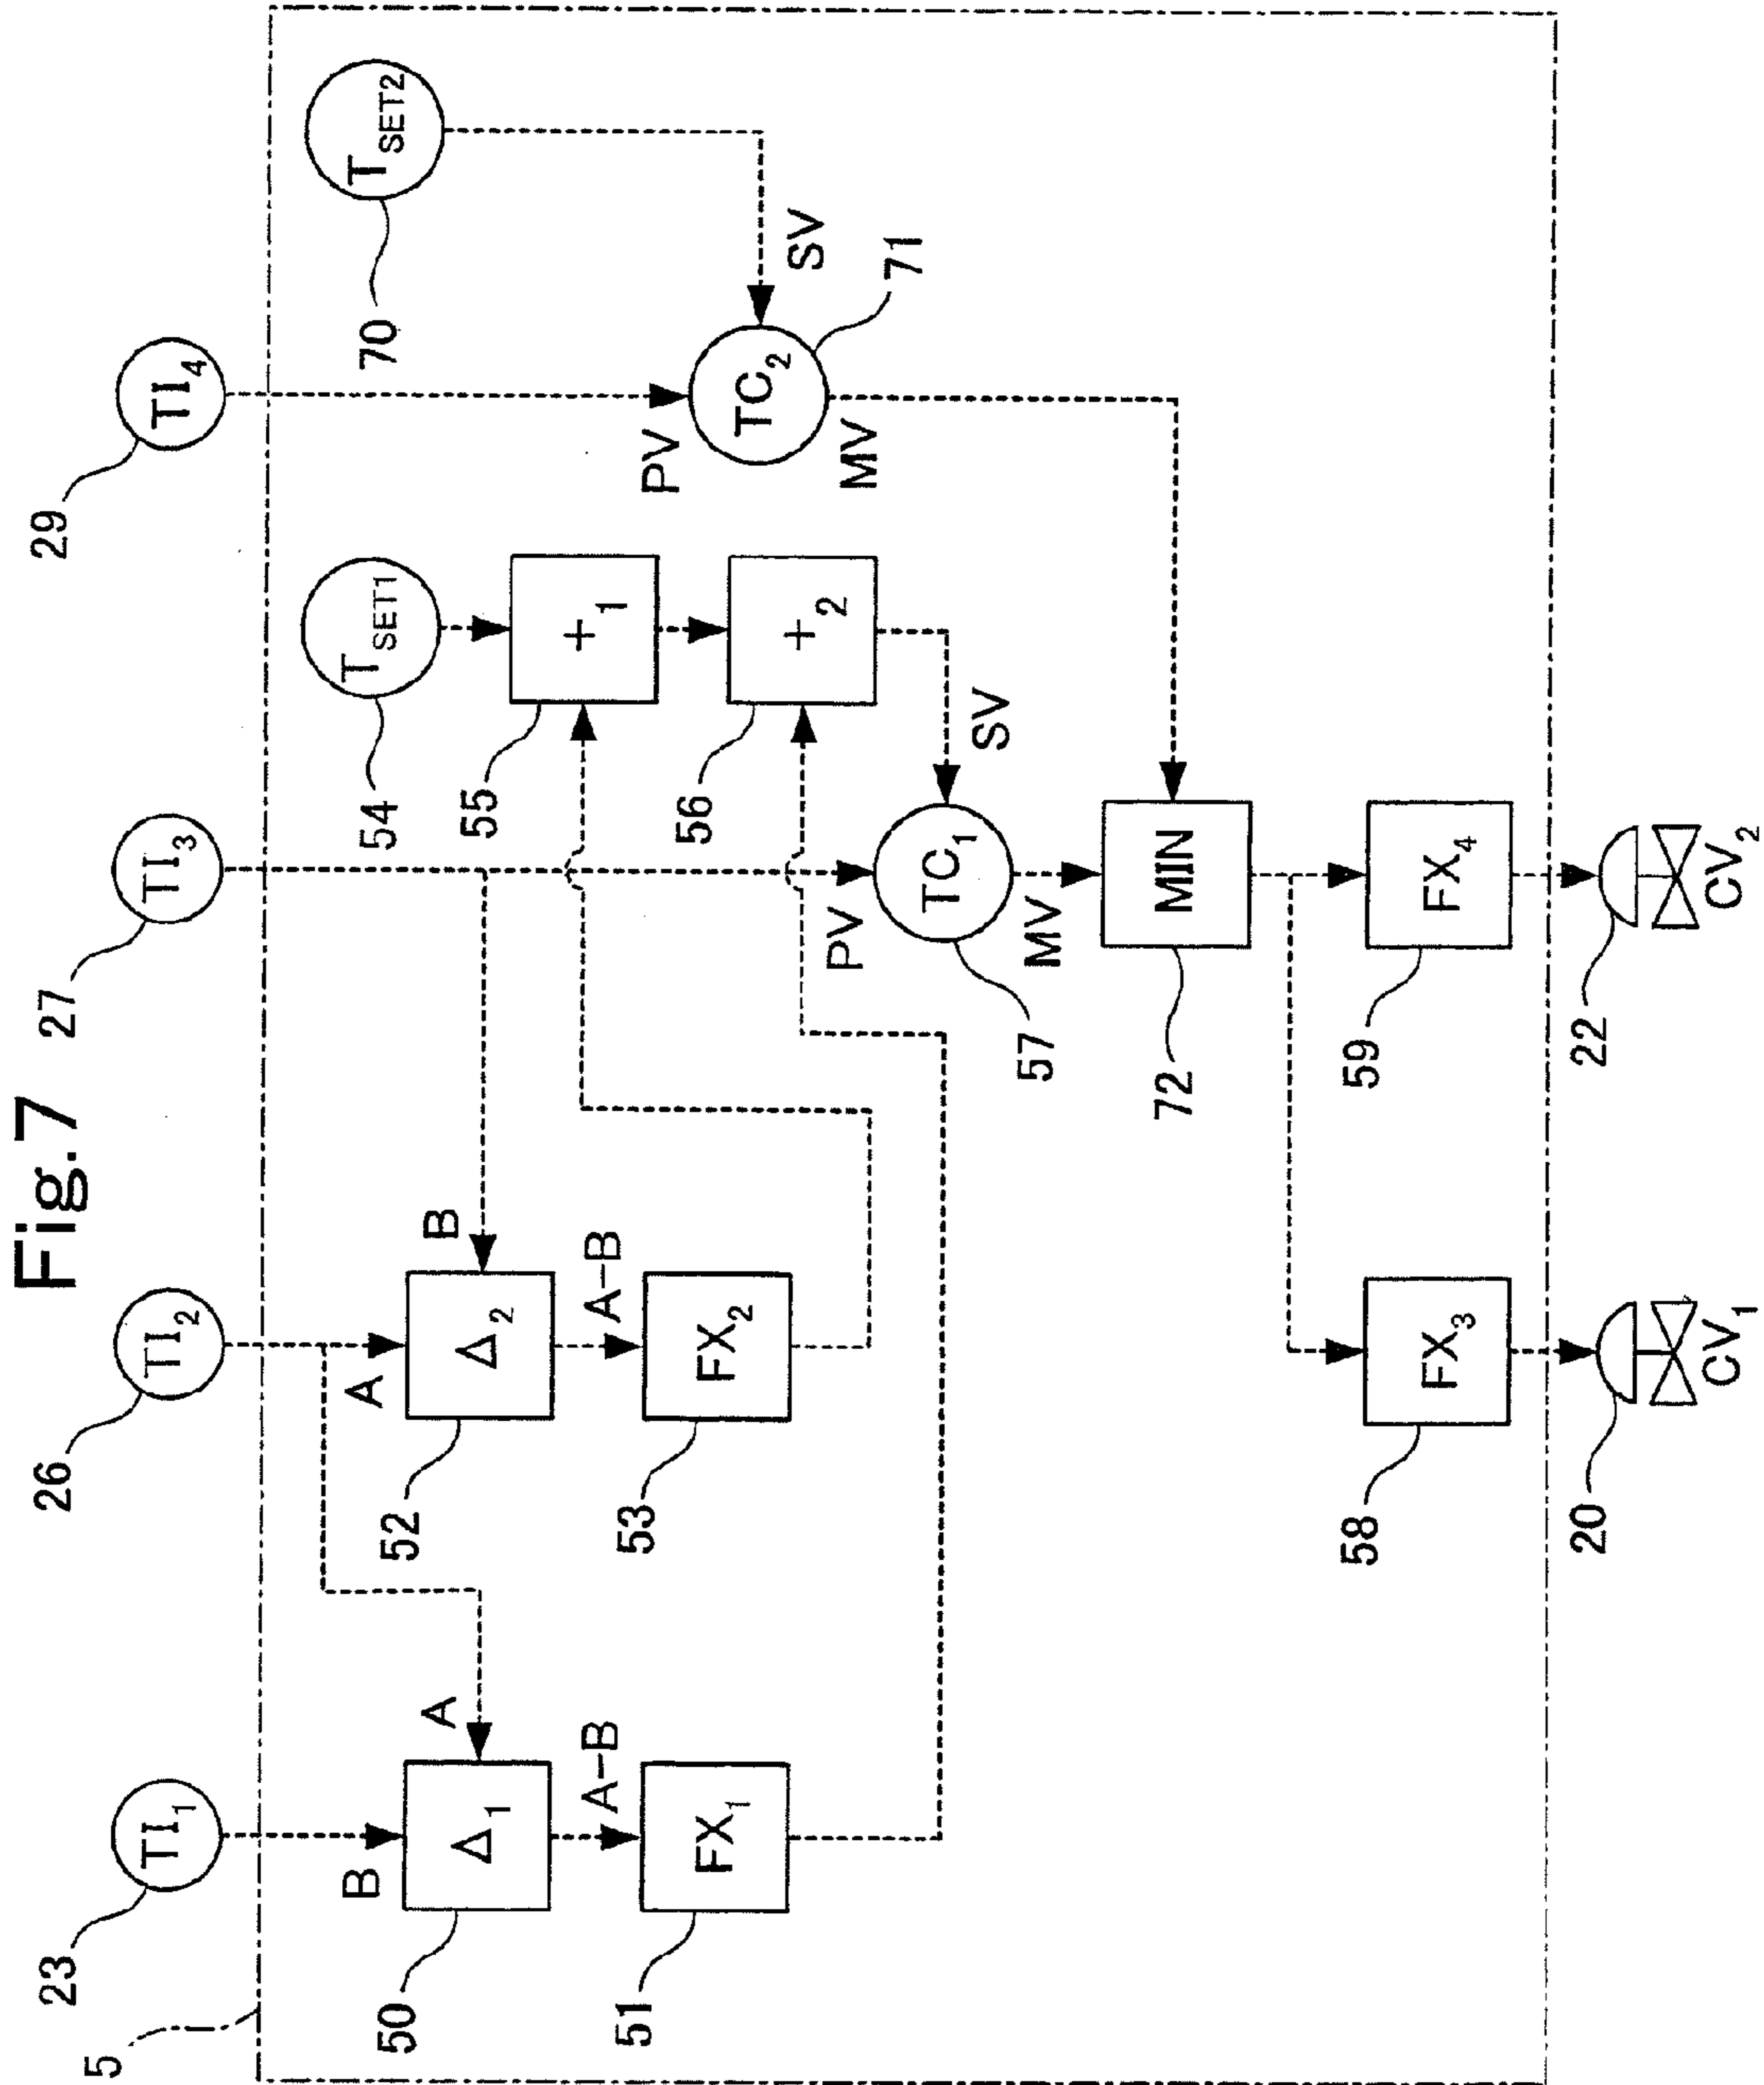 Fig.7
5
23
26
27
29
TI1
TI2
TI3
TI4
54
TSET1
70
TSET2
B
A
A
B
50
Δ1
52
Δ2
55
+1
A-B
A-B
51
FX1
53
FX2
56
+2
PV
SV
57
TC1
MV
PV
SV
TC2
71
MV
72
MIN
58
FX3
59
FX4
20
CV1
22
CV2